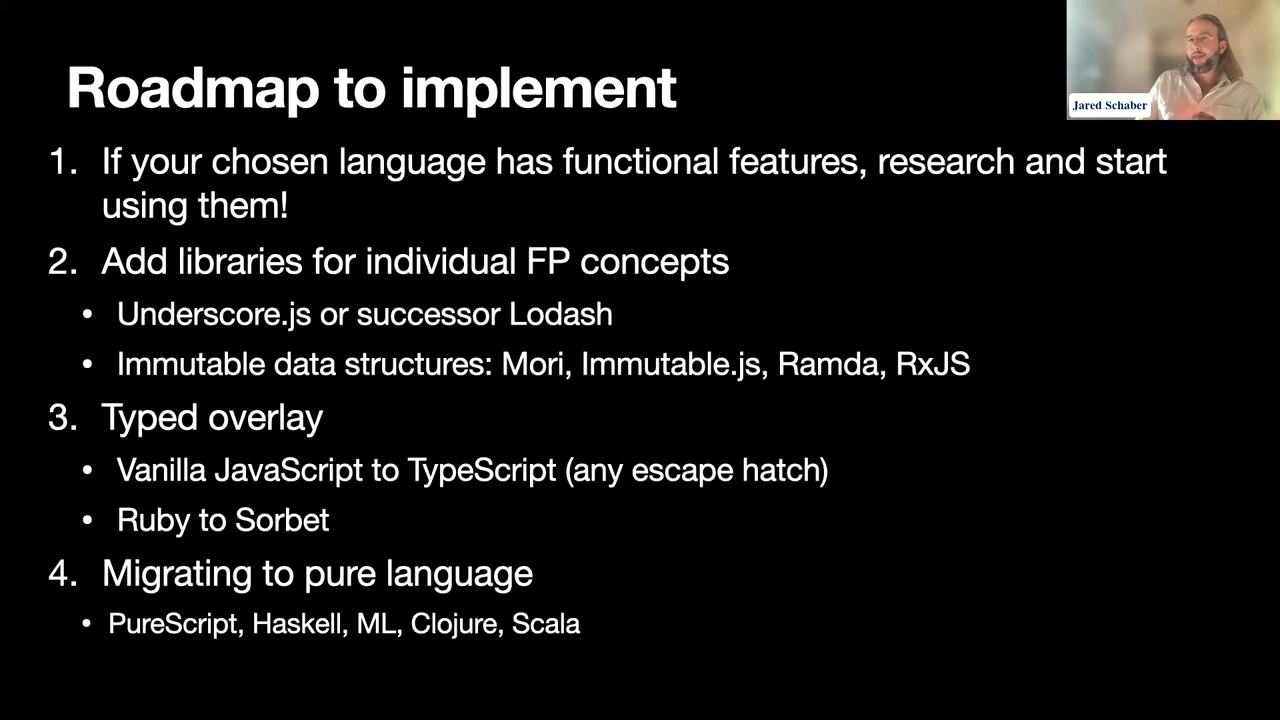 Roadmap to implement
Jared Schaber
1. If your chosen language has functional features, research and start
using them!
2. Add libraries for individual FP concepts
• Underscore.js or successor Lodash
• Immutable data structures: Mori, Immutable.js, Ramda, RxJS
3. Typed overlay
• Vanilla JavaScript to TypeScript (any escape hatch)
• Ruby to Sorbet
4. Migrating to pure language
• PureScript, Haskell, ML, Clojure, Scala